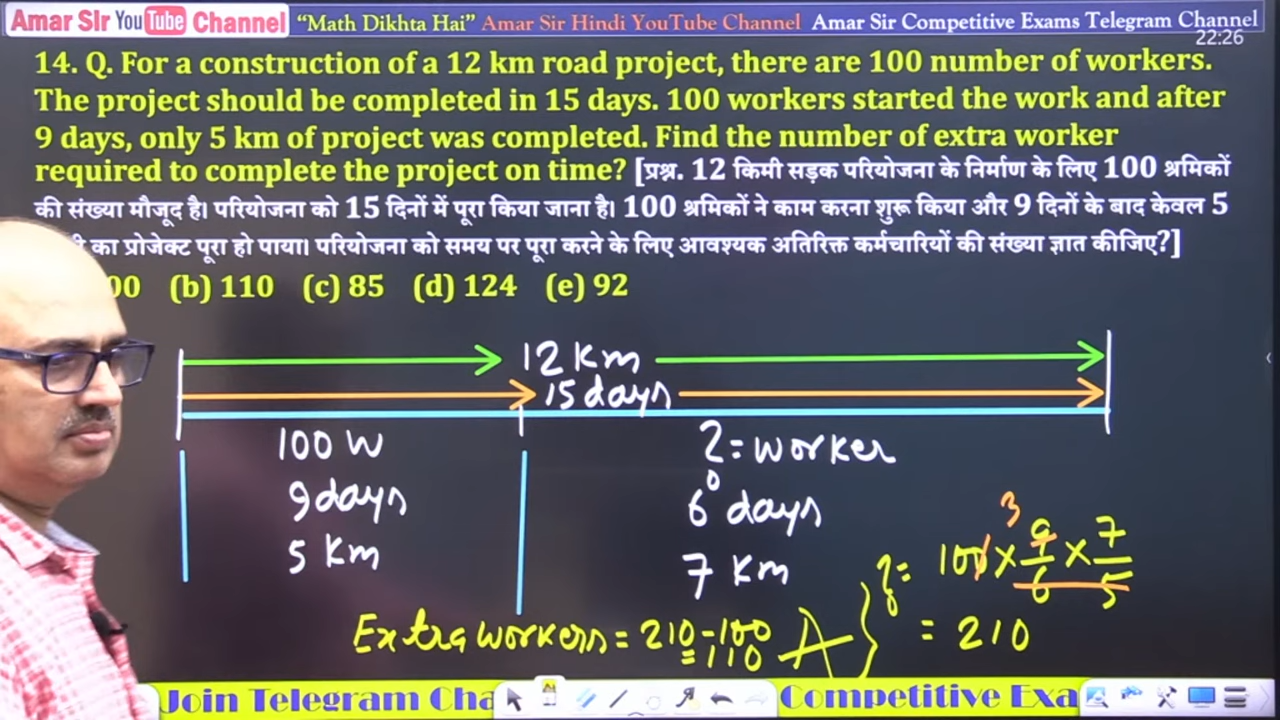 Amar Sir YouTube Channel "Math Dikhta Hai" Amar Sir Hindi YouTube Channel Amar Sir Competitive Exams Telegram Channel
22:26
14. Q. For a construction of a 12 km road project, there are 100 number of workers.
The project should be completed in 15 days. 100 workers started the work and after
9 days, only 5 km of project was completed. Find the number of extra worker
required to complete the project on time? [प्रश्न. 12 किमी सड़क परियोजना के निर्माण के लिए 100 श्रमिकों
की संख्या मौजूद है। परियोजना को 15 दिनों में पूरा किया जाना है। 100 श्रमिकों ने काम करना शुरू किया और 9 दिनों के बाद केवल 5
का प्रोजेक्ट पूरा हो पाया। परियोजना को समय पर पूरा करने के लिए आवश्यक अतिरिक्त कर्मचारियों की संख्या ज्ञात कीजिए?]
00 (b) 110 (c) 85 (d) 124 (e) 92
12 Km
15 days
100 W ? = worker
9 days 6 days
5 Km 7 Km
3
? = 100 × 9/6 × 7/5
= 210
Extra workers = 210 - 100
= 110
Join Telegram Cha Competitive Exa